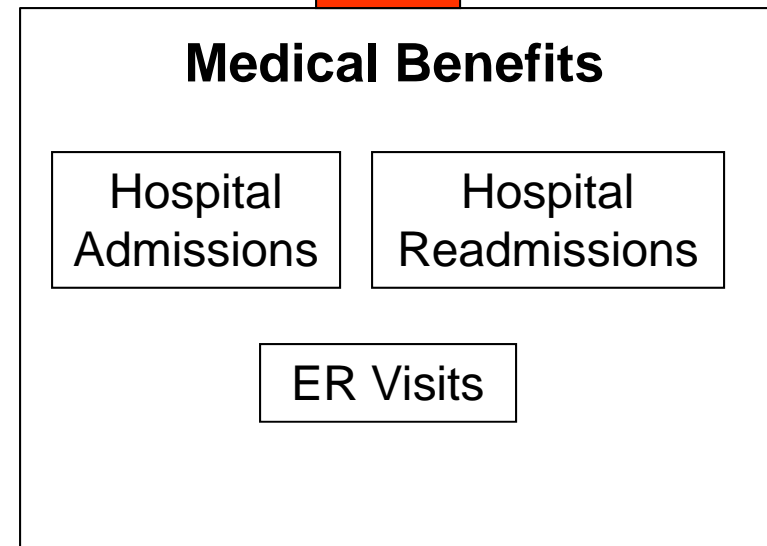 Medical Benefits
Hospital
Admissions
Hospital
Readmissions
ER Visits